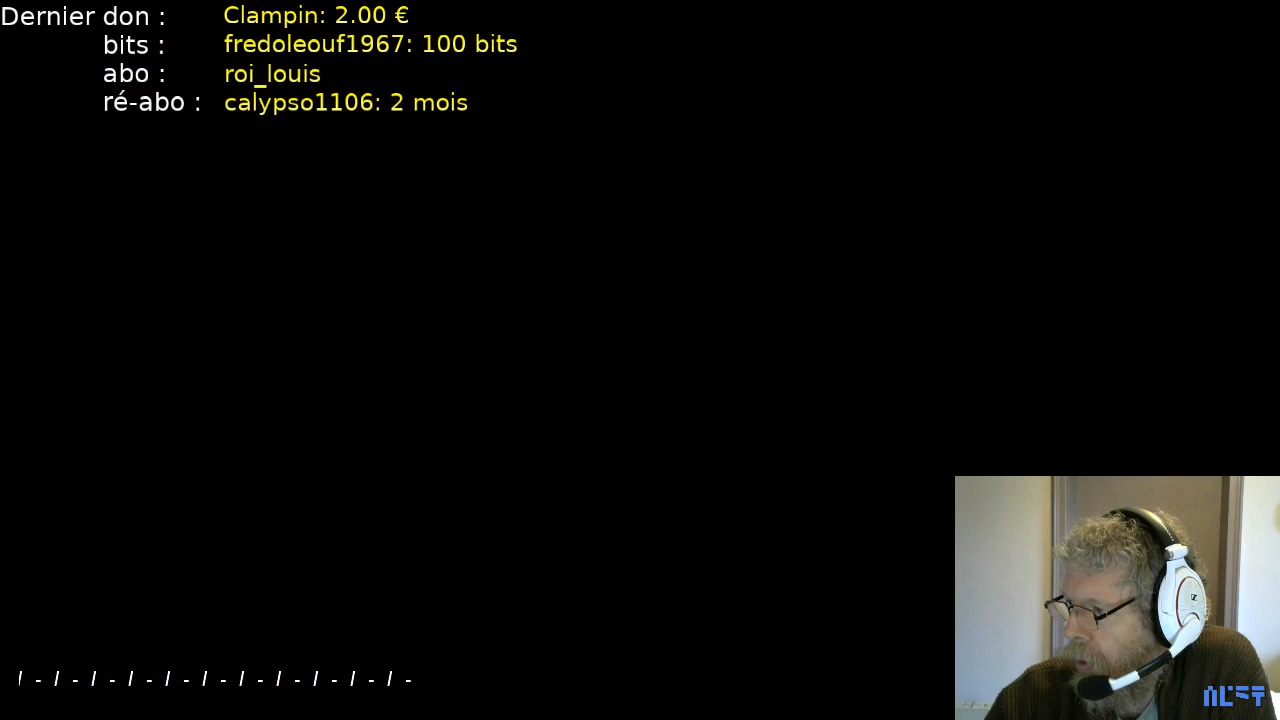 Dernier don : Clampin: 2.00 €
bits : fredoleouf1967: 100 bits
abo : roi_louis
ré-abo : calypso1106: 2 mois
/ - / - / - / - / - / - / - / - / - / - / -